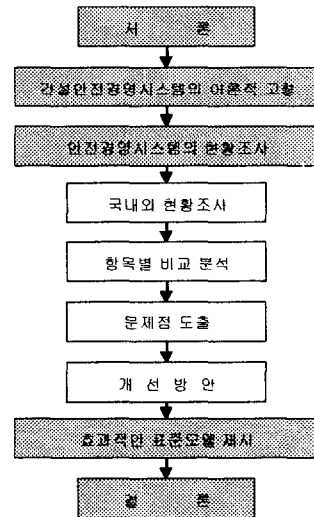 서 론
건설안전경영시스템의 이론적 고찰
안전경영시스템의 현황조사
국내외 현황조사
항목별 비교 분석
문제점 도출
개 선 방 안
효과적인 표준모델 제시
결 론